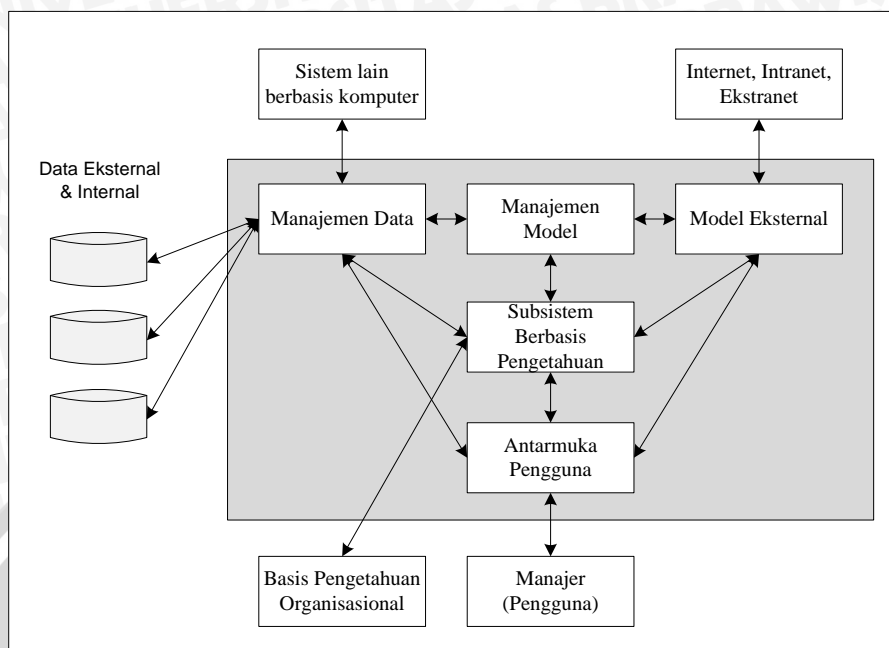 Sistem lain
berbasis komputer
Internet, Intranet,
Ekstranet
Data Eksternal
& Internal
Manajemen Data
Manajemen
Model
Model Eksternal
Subsistem
Berbasis
Pengetahuan
Antarmuka
Pengguna
Basis Pengetahuan
Organisasional
Manajer
(Pengguna)